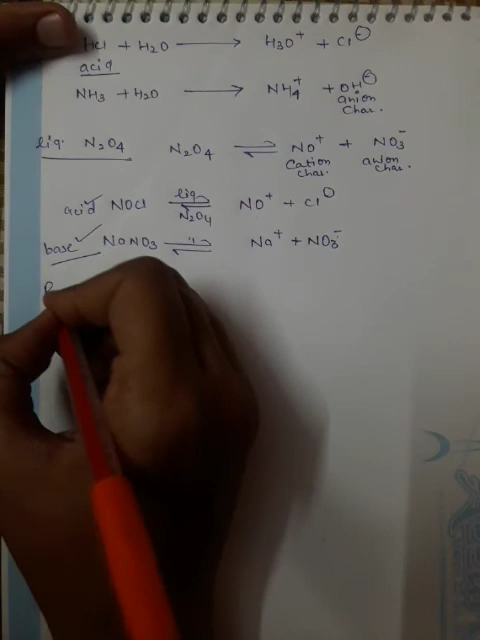 HCl + H2O ⟶ H3O⁺ + Cl⊖
acid
NH3 + H2O ⟶ NH4⁺ + OH⊖
anion
Char.
liq. N2O4 N2O4 ⇌ NO⁺ + NO3⁻
Cation anion
Char. Char.
acid ✓ NOCl ⇌ NO⁺ + Cl⊖
liq
N2O4
base ✓ NaNO3 ⇌ Na⁺ + NO3⁻